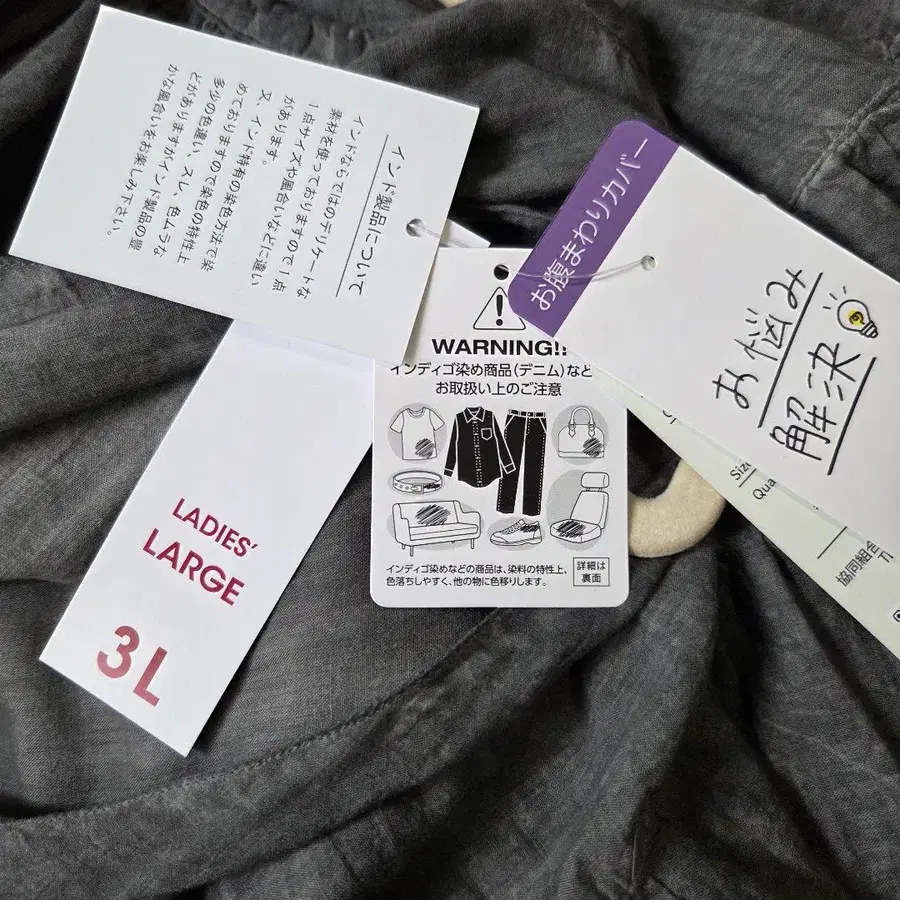 インド製品について
インドならではのデリケートな
素材を使っておりますので1点
1点サイズや風合いなどに違い
があります。
又、インド特有の染色方法で染
めておりますので染色の特性上
多少の色違い、スレ、色ムラな
どがありますがインド製品の豊
かな風合いをお楽しみ下さい。
LADIES'
LARGE
3L
WARNING!!
インディゴ染め商品(デニム)など
お取扱い上のご注意
インディゴ染めなどの商品は、染料の特性上、
色落ちしやすく、他の物に色移りします。
詳細は
裏面
お腹まわりカバー
お悩み
解決
Siz
Qua
協同組合